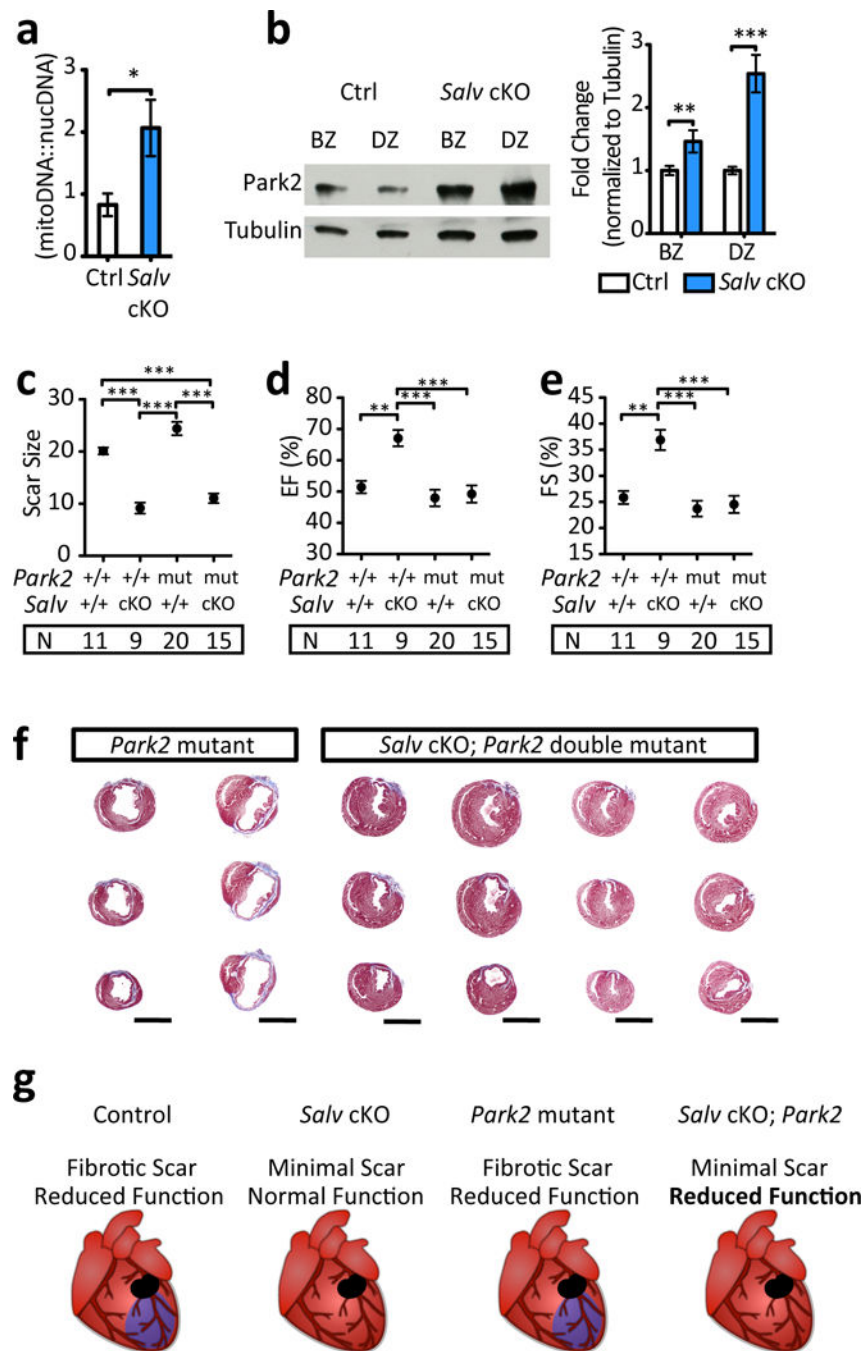 a
(mitoDNA::nucDNA)
3
2
1
0
*
Ctrl Salv
cKO
b
Ctrl Salv cKO
BZ DZ BZ DZ
Park2
Tubulin
Fold Change
(normalized to Tubulin)
3
2
1
0
**
***
BZ DZ
Ctrl Salv cKO
c
Scar Size
30
20
10
0
***
***
***
***
Park2 +/+ +/+ mut mut
Salv +/+ cKO +/+ cKO
N 11 9 20 15
d
EF (%)
80
70
60
50
40
30
***
**
***
Park2 +/+ +/+ mut mut
Salv +/+ cKO +/+ cKO
N 11 9 20 15
e
FS (%)
45
40
35
30
25
20
15
***
**
***
Park2 +/+ +/+ mut mut
Salv +/+ cKO +/+ cKO
N 11 9 20 15
f
Park2 mutant
Salv cKO; Park2 double mutant
g
Control
Fibrotic Scar
Reduced Function
Salv cKO
Minimal Scar
Normal Function
Park2 mutant
Fibrotic Scar
Reduced Function
Salv cKO; Park2
Minimal Scar
Reduced Function